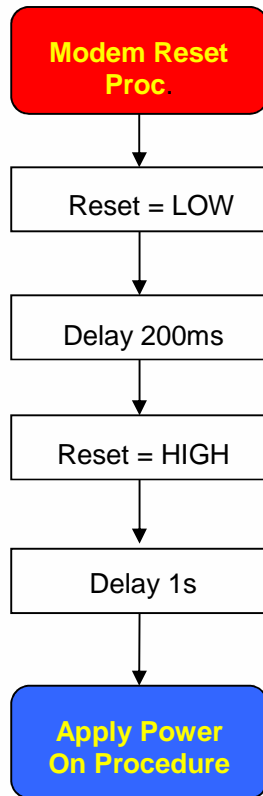 Modem Reset
Proc.
Reset = LOW
Delay 200ms
Reset = HIGH
Delay 1s
Apply Power
On Procedure